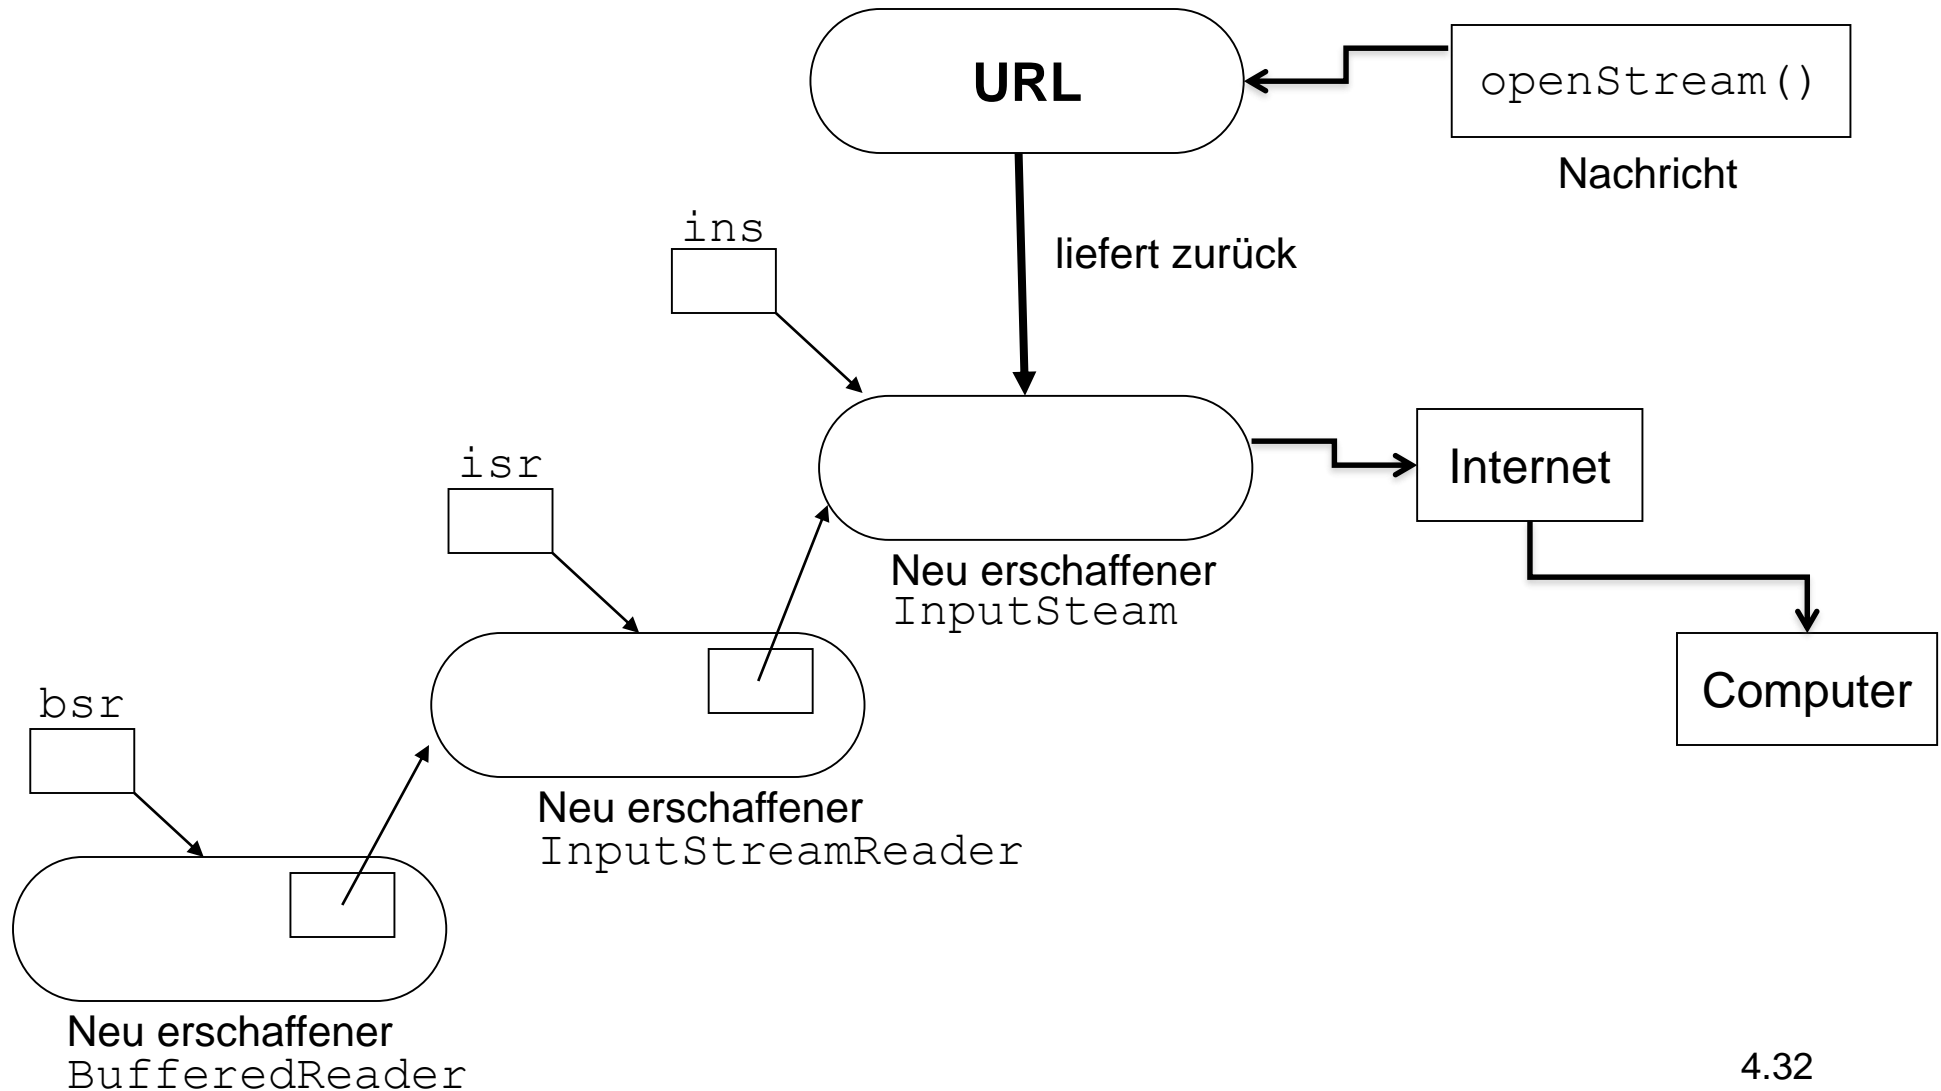 URL
openStream()
Nachricht
ins
liefert zurück
isr
Internet
Neu erschaffener
InputSteam
Computer
bsr
Neu erschaffener
InputStreamReader
Neu erschaffener
BufferedReader
4.32